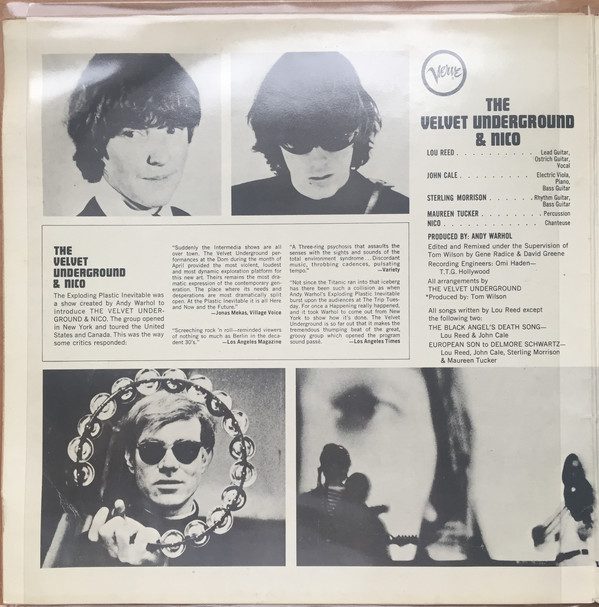 Verve
THE
VELVET UNDERGROUND
& NICO
LOU REED . . . . . . . . . . Lead Guitar,
Ostrich Guitar,
Vocal
JOHN CALE . . . . . . . . . . Electric Viola,
Piano,
Bass Guitar
STERLING MORRISON . . Rhythm Guitar,
Bass Guitar
MAUREEN TUCKER . . . . . . Percussion
NICO . . . . . . . . . . . . . Chanteuse
PRODUCED BY: ANDY WARHOL
Edited and Remixed under the Supervision of
Tom Wilson by Gene Radice & David Greene
Recording Engineers: Omi Haden—
T.T.G. Hollywood
All arrangements by
THE VELVET UNDERGROUND
*Produced by: Tom Wilson
All songs written by Lou Reed except
the following two:
THE BLACK ANGEL'S DEATH SONG—
Lou Reed & John Cale
EUROPEAN SON to DELMORE SCHWARTZ—
Lou Reed, John Cale, Sterling Morrison
& Maureen Tucker
THE
VELVET
UNDERGROUND
& NICO
The Exploding Plastic Inevitable was
a show created by Andy Warhol to
introduce THE VELVET UNDER-
GROUND & NICO. The group opened
in New York and toured the United
States and Canada. This was the way
some critics responded:
"Suddenly the Intermedia shows are all
over town. The Velvet Underground per-
formances at the Dom during the month of
April provided the most violent, loudest
and most dynamic exploration platform for
this new art. Theirs remains the most dra-
matic expression of the contemporary gen-
eration. The place where its needs and
desperations are most dramatically split
open. At the Plastic Inevitable it is all Here
and Now and the Future."
—Jonas Mekas, Village Voice
"Screeching rock 'n roll—reminded viewers
of nothing so much as Berlin in the deca-
dent 30's."
—Los Angeles Magazine
"A Three-ring psychosis that assaults the
senses with the sights and sounds of the
total environment syndrome . . . Discordant
music, throbbing cadences, pulsating
tempo."
—Variety
"Not since the Titanic ran into that iceberg
has there been such a collision as when
Andy Warhol's Exploding Plastic Inevitable
burst upon the audiences at The Trip Tues-
day. For once a Happening really happened,
and it took Warhol to come out from New
York to show how it's done. The Velvet
Underground is so far out that it makes the
tremendous thumping beat of the great,
groovy group which opened the program
sound passé.
—Los Angeles Times